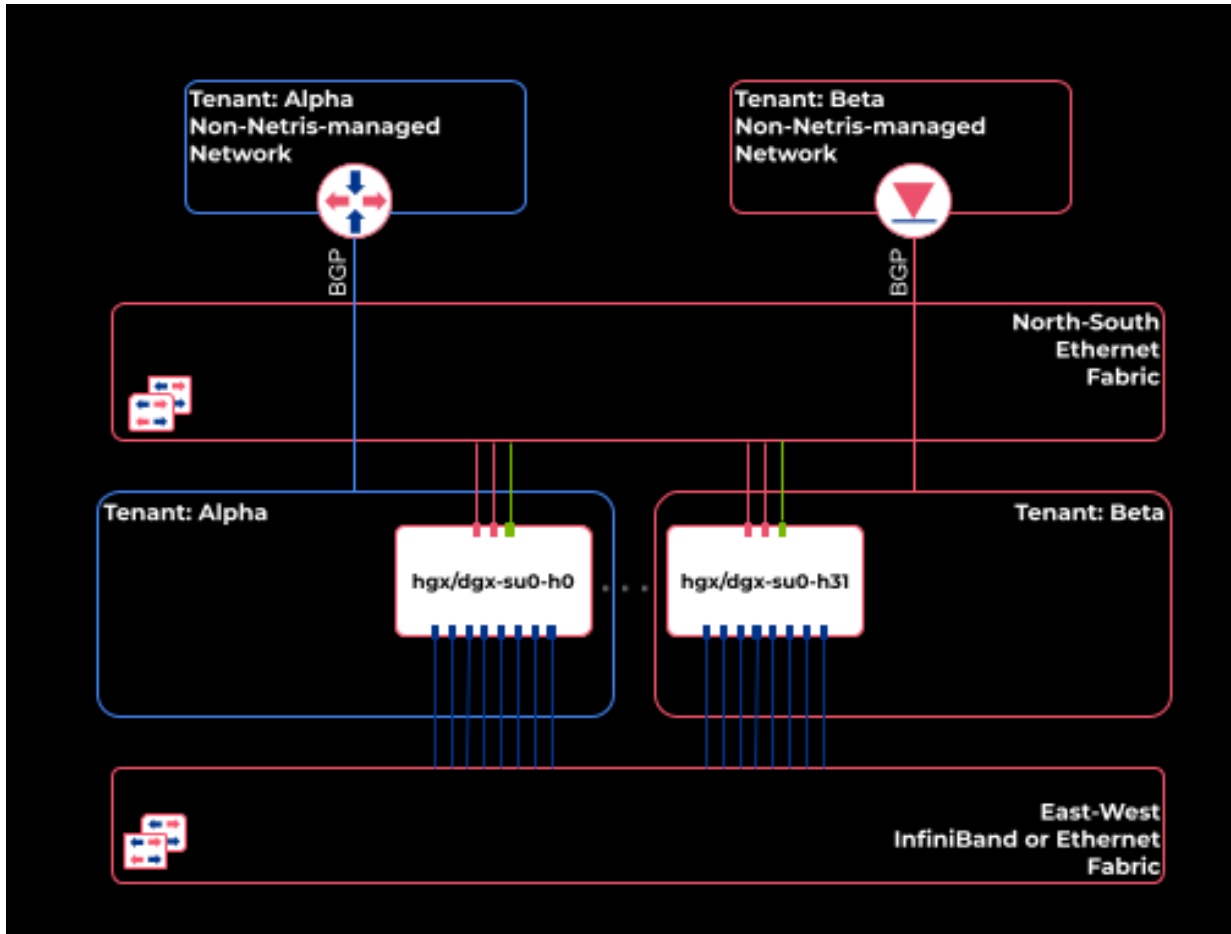 Tenant: Alpha
Non-Netris-managed
Network
Tenant: Beta
Non-Netris-managed
Network
BGP
BGP
North-South
Ethernet
Fabric
Tenant: Alpha
Tenant: Beta
hgx/dgx-su0-h0
. . .
hgx/dgx-su0-h31
East-West
InfiniBand or Ethernet
Fabric